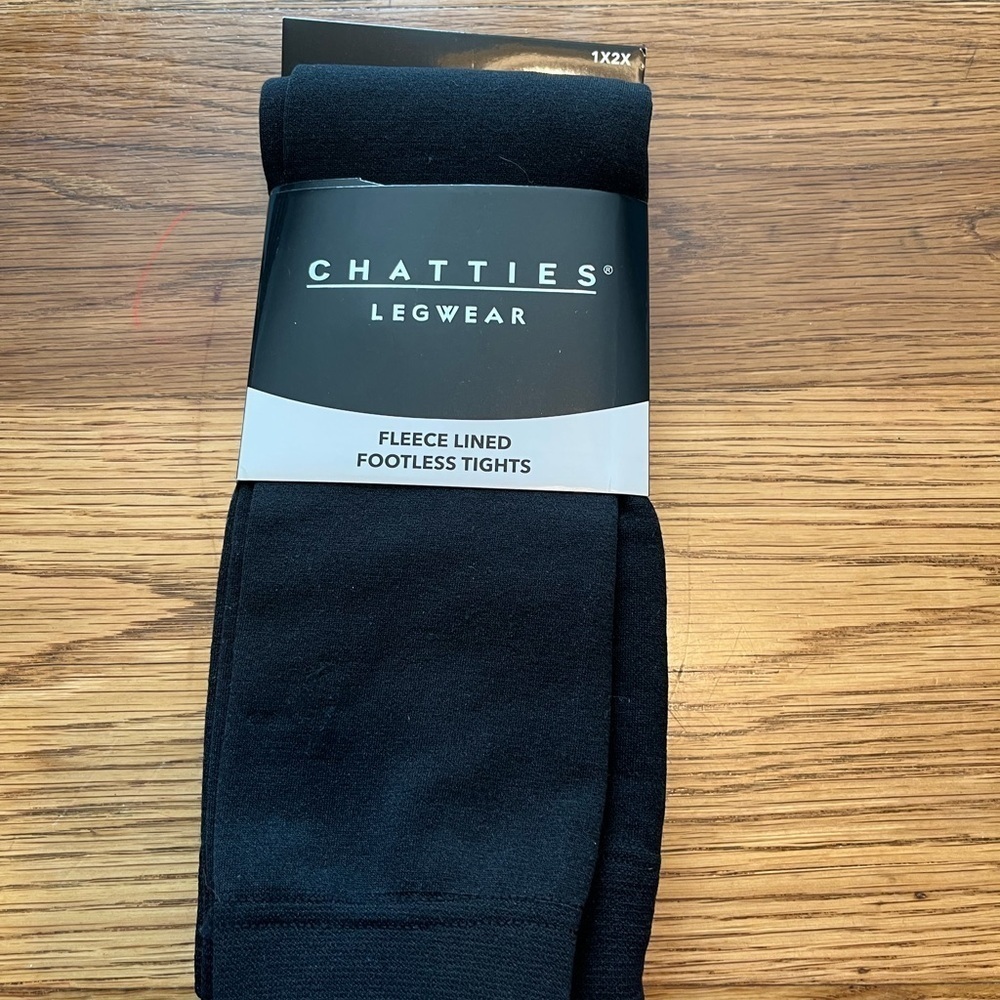 1X2X
CHATTIES®
LEGWEAR
FLEECE LINED
FOOTLESS TIGHTS